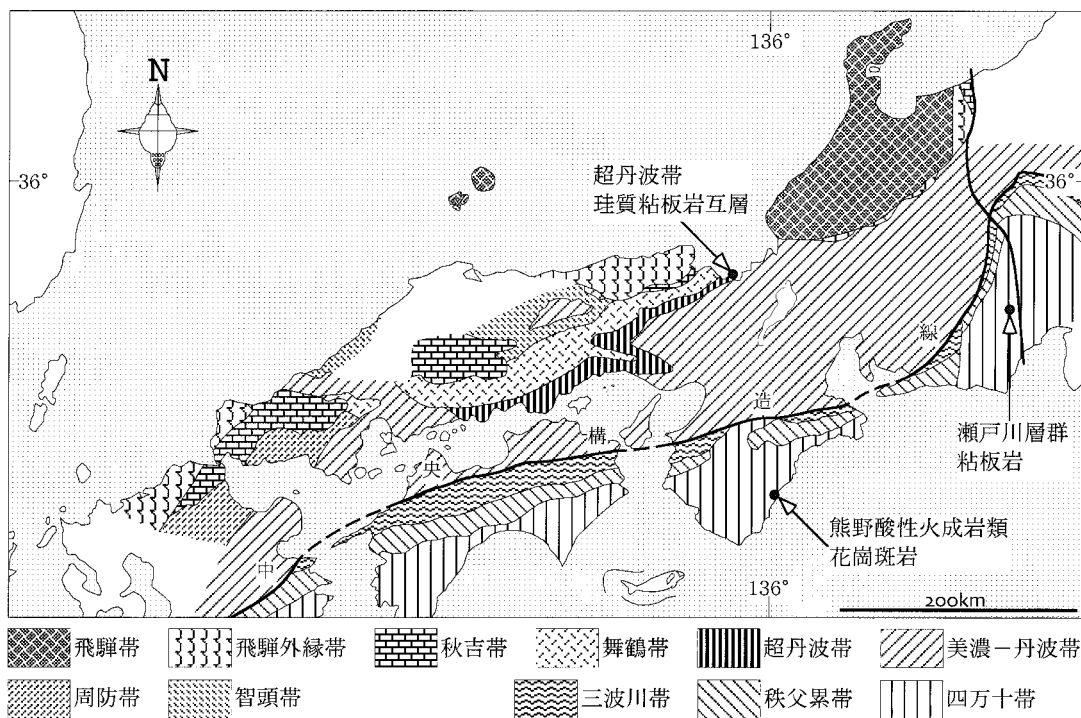 136°
N
36°
超丹波帯
珪質粘板岩互層
36°
線
造
構
央
中
瀬戸川層群
粘板岩
熊野酸性火成岩類
花崗斑岩
136°
200km
飛騨帯
飛騨外縁帯
秋吉帯
舞鶴帯
超丹波帯
美濃－丹波帯
周防帯
智頭帯
三波川帯
秩父累帯
四万十帯